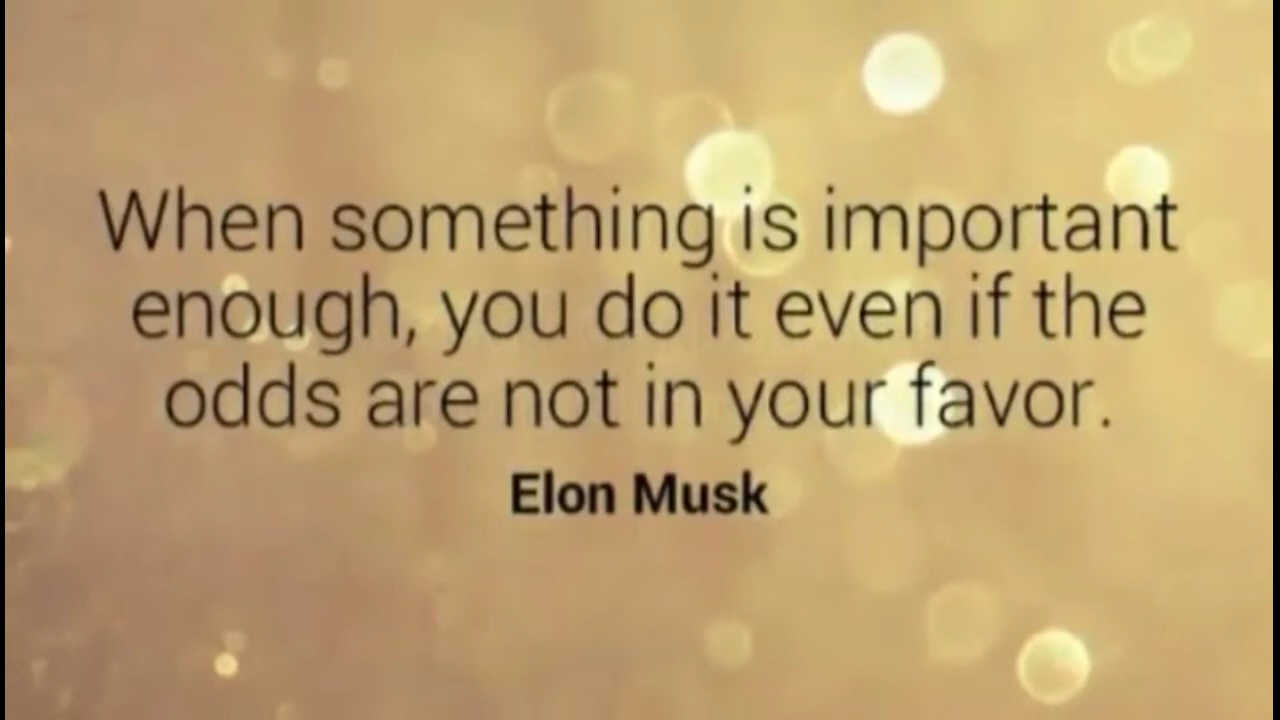 When something is important
enough, you do it even if the
odds are not in your favor.
Elon Musk